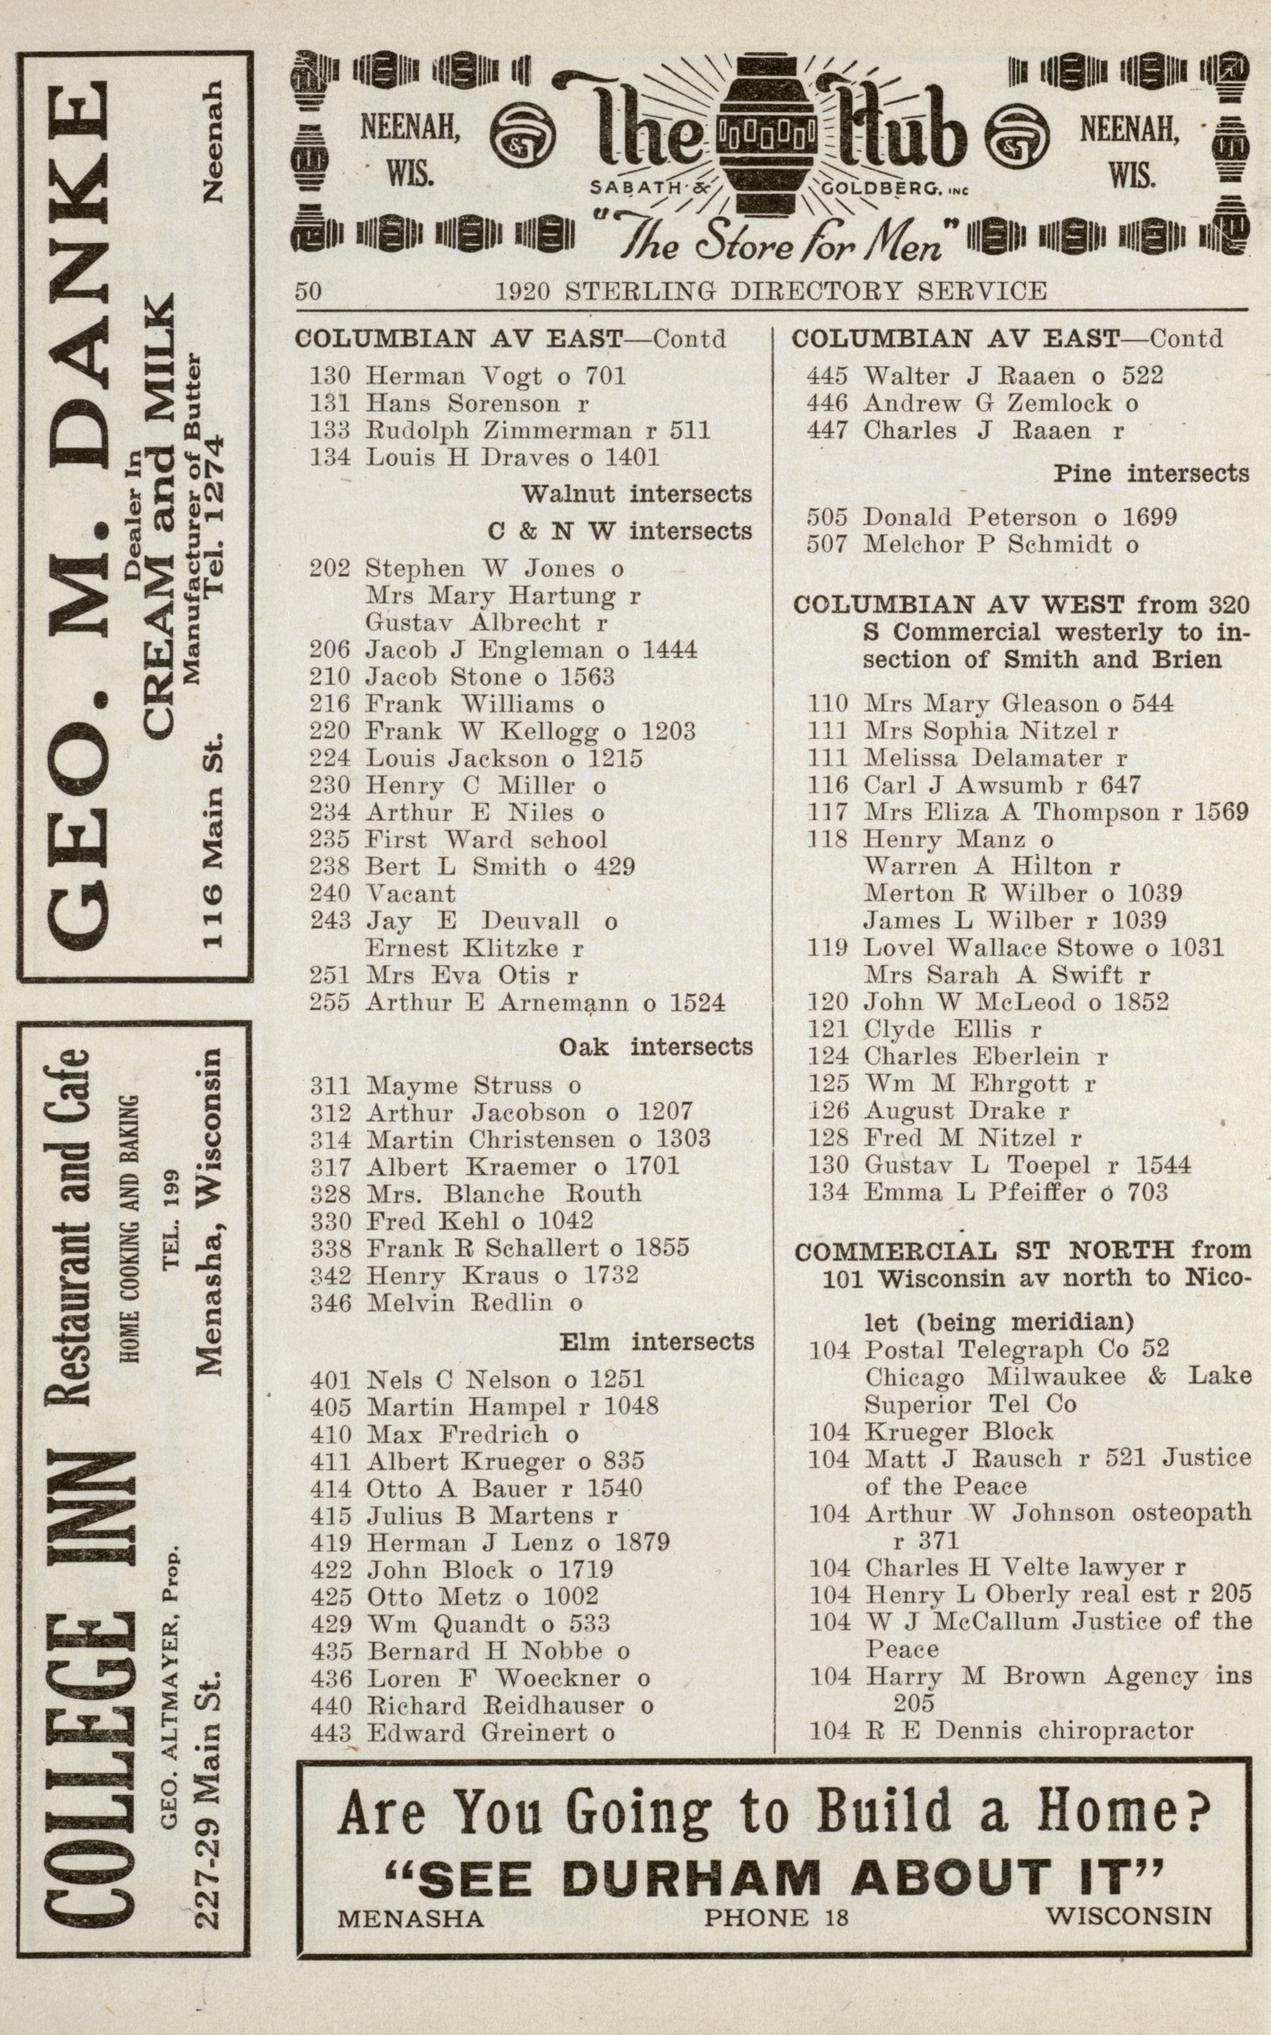 GEO. M. DANKE
Dealer In
CREAM and MILK
Manufacturer of Butter
Tel. 1274
116 Main St. Neenah
COLLEGE INN Restaurant and Cafe
HOME COOKING AND BAKING
GEO. ALTMAYER, Prop. TEL. 199
227-29 Main St. Menasha, Wisconsin
NEENAH, WIS.
The Hub
SABATH & GOLDBERG, INC
"The Store for Men"
NEENAH, WIS.
50 1920 STERLING DIRECTORY SERVICE
COLUMBIAN AV EAST—Contd
130 Herman Vogt o 701
131 Hans Sorenson r
133 Rudolph Zimmerman r 511
134 Louis H Draves o 1401
Walnut intersects
C & N W intersects
202 Stephen W Jones o
Mrs Mary Hartung r
Gustav Albrecht r
206 Jacob J Engleman o 1444
210 Jacob Stone o 1563
216 Frank Williams o
220 Frank W Kellogg o 1203
224 Louis Jackson o 1215
230 Henry C Miller o
234 Arthur E Niles o
235 First Ward school
238 Bert L Smith o 429
240 Vacant
243 Jay E Deuvall o
Ernest Klitzke r
251 Mrs Eva Otis r
255 Arthur E Arnemann o 1524
Oak intersects
311 Mayme Struss o
312 Arthur Jacobson o 1207
314 Martin Christensen o 1303
317 Albert Kraemer o 1701
328 Mrs. Blanche Routh
330 Fred Kehl o 1042
338 Frank R Schallert o 1855
342 Henry Kraus o 1732
346 Melvin Redlin o
Elm intersects
401 Nels C Nelson o 1251
405 Martin Hampel r 1048
410 Max Fredrich o
411 Albert Krueger o 835
414 Otto A Bauer r 1540
415 Julius B Martens r
419 Herman J Lenz o 1879
422 John Block o 1719
425 Otto Metz o 1002
429 Wm Quandt o 533
435 Bernard H Nobbe o
436 Loren F Woeckner o
440 Richard Reidhauser o
443 Edward Greinert o
COLUMBIAN AV EAST—Contd
445 Walter J Raaen o 522
446 Andrew G Zemlock o
447 Charles J Raaen r
Pine intersects
505 Donald Peterson o 1699
507 Melchor P Schmidt o
COLUMBIAN AV WEST from 320
S Commercial westerly to in-
section of Smith and Brien
110 Mrs Mary Gleason o 544
111 Mrs Sophia Nitzel r
111 Melissa Delamater r
116 Carl J Awsumb r 647
117 Mrs Eliza A Thompson r 1569
118 Henry Manz o
Warren A Hilton r
Merton R Wilber o 1039
James L Wilber r 1039
119 Lovel Wallace Stowe o 1031
Mrs Sarah A Swift r
120 John W McLeod o 1852
121 Clyde Ellis r
124 Charles Eberlein r
125 Wm M Ehrgott r
126 August Drake r
128 Fred M Nitzel r
130 Gustav L Toepel r 1544
134 Emma L Pfeiffer o 703
COMMERCIAL ST NORTH from
101 Wisconsin av north to Nico-
let (being meridian)
104 Postal Telegraph Co 52
Chicago Milwaukee & Lake
Superior Tel Co
104 Krueger Block
104 Matt J Rausch r 521 Justice
of the Peace
104 Arthur W Johnson osteopath
r 371
104 Charles H Velte lawyer r
104 Henry L Oberly real est r 205
104 W J McCallum Justice of the
Peace
104 Harry M Brown Agency ins
205
104 R E Dennis chiropractor
Are You Going to Build a Home?
"SEE DURHAM ABOUT IT"
MENASHA PHONE 18 WISCONSIN